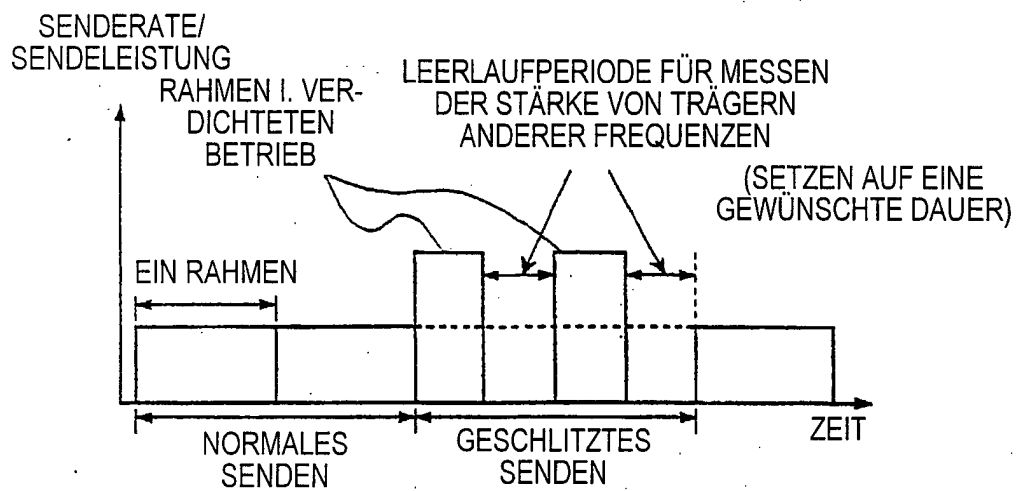 SENDERATE/
SENDELEISTUNG
RAHMEN I. VER-
DICHTETEN
BETRIEB
LEERLAUFPERIODE FÜR MESSEN
DER STÄRKE VON TRÄGERN
ANDERER FREQUENZEN
(SETZEN AUF EINE
GEWÜNSCHTE DAUER)
EIN RAHMEN
ZEIT
NORMALES
SENDEN
GESCHLITZTES
SENDEN